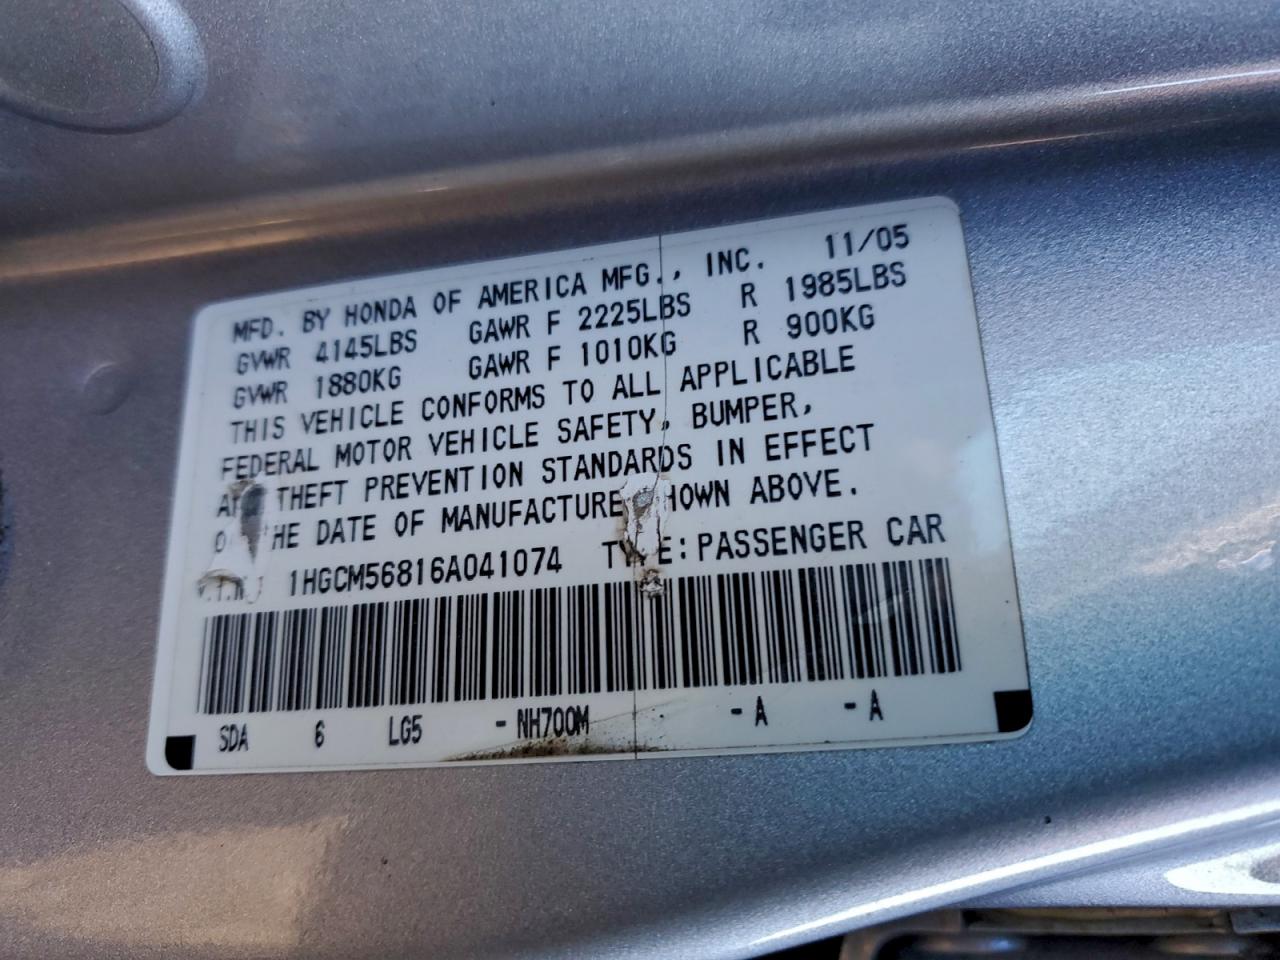 MFD. BY HONDA OF AMERICA MFG., INC. 11/05
GVWR 4145LBS GAWR F 2225LBS R 1985LBS
GVWR 1880KG GAWR F 1010KG R 900KG
THIS VEHICLE CONFORMS TO ALL APPLICABLE
FEDERAL MOTOR VEHICLE SAFETY, BUMPER,
THEFT PREVENTION STANDARDS IN EFFECT
DATE OF MANUFACTURE ABOVE.
1HGCM56816A041074 PASSENGER CAR
SDA 6 LG5 -NH700M -A -A